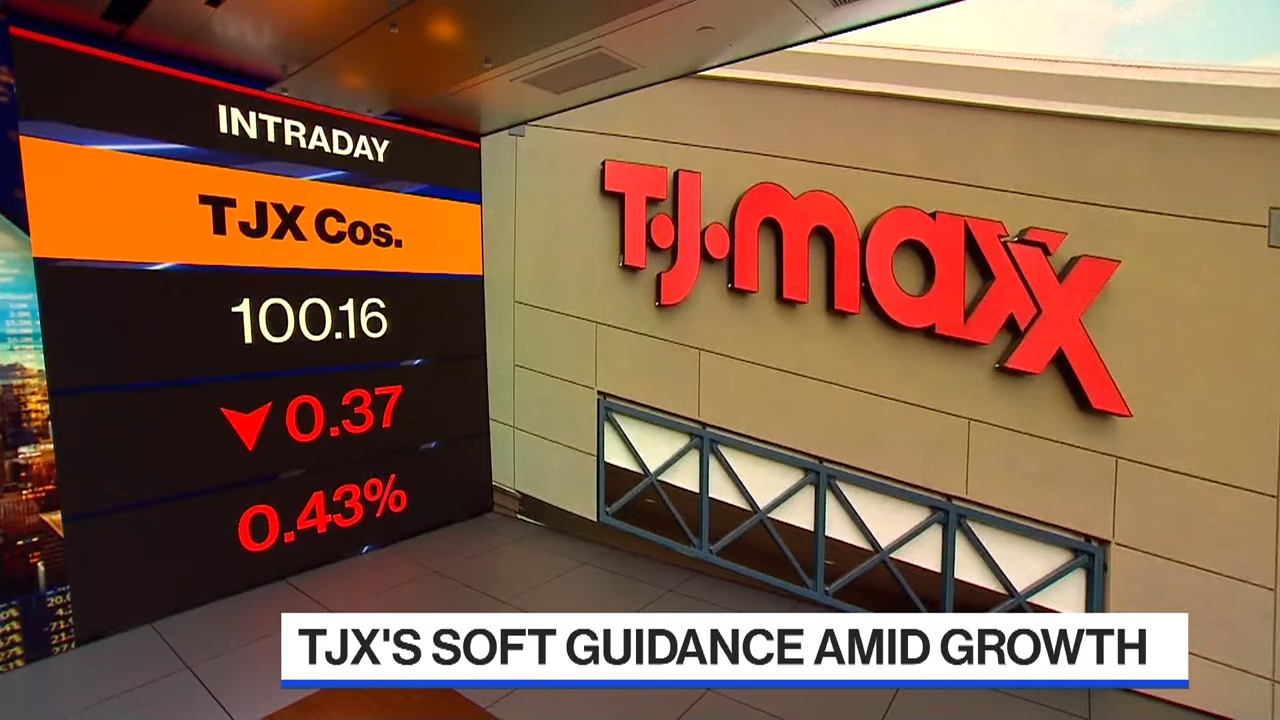 INTRADAY
TJX Cos.
100.16
0.37
0.43%
T·J·maxx
TJX'S SOFT GUIDANCE AMID GROWTH